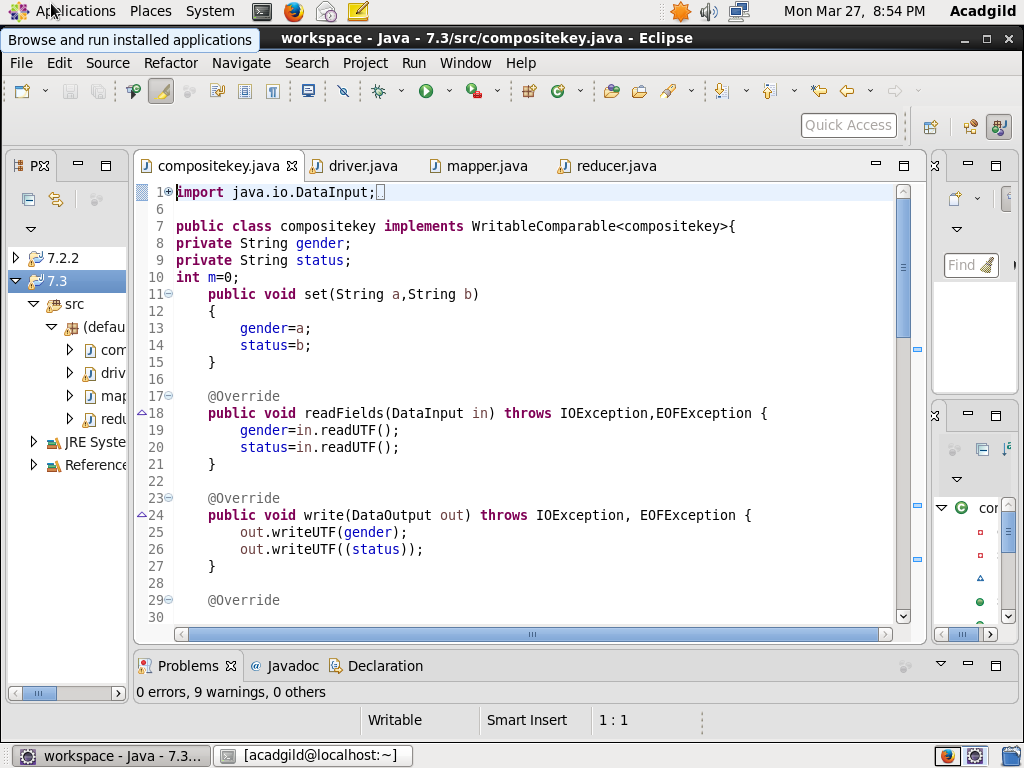 Applications Places System Mon Mar 27, 8:54 PM Acadgild
Browse and run installed applications
workspace - Java - 7.3/src/compositekey.java - Eclipse
File Edit Source Refactor Navigate Search Project Run Window Help
Quick Access
P compositekey.java driver.java mapper.java reducer.java
7.2.2
7.3
src
(defau
com
driv
map
redu
JRE Syste
Reference
1 import java.io.DataInput;
6
7 public class compositekey implements WritableComparable<compositekey>{
8 private String gender;
9 private String status;
10 int m=0;
11 public void set(String a,String b)
12 {
13 gender=a;
14 status=b;
15 }
16
17 @Override
18 public void readFields(DataInput in) throws IOException,EOFException {
19 gender=in.readUTF();
20 status=in.readUTF();
21 }
22
23 @Override
24 public void write(DataOutput out) throws IOException, EOFException {
25 out.writeUTF(gender);
26 out.writeUTF((status));
27 }
28
29 @Override
30
Find
Problems @ Javadoc Declaration
0 errors, 9 warnings, 0 others
Writable Smart Insert 1 : 1
workspace - Java - 7.3... [acadgild@localhost:~]